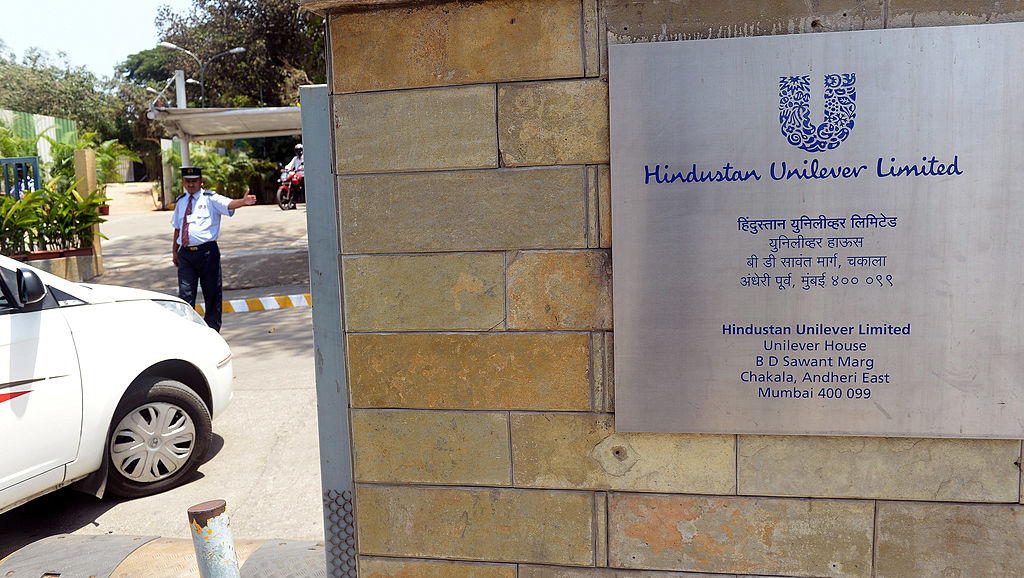 Hindustan Unilever Limited
हिंदुस्तान युनिलीव्हर लिमिटेड
युनिलीव्हर हाऊस
बी डी सावंत मार्ग, चकाला
अंधेरी पूर्व, मुंबई ४०० ०९९
Hindustan Unilever Limited
Unilever House
B D Sawant Marg
Chakala, Andheri East
Mumbai 400 099